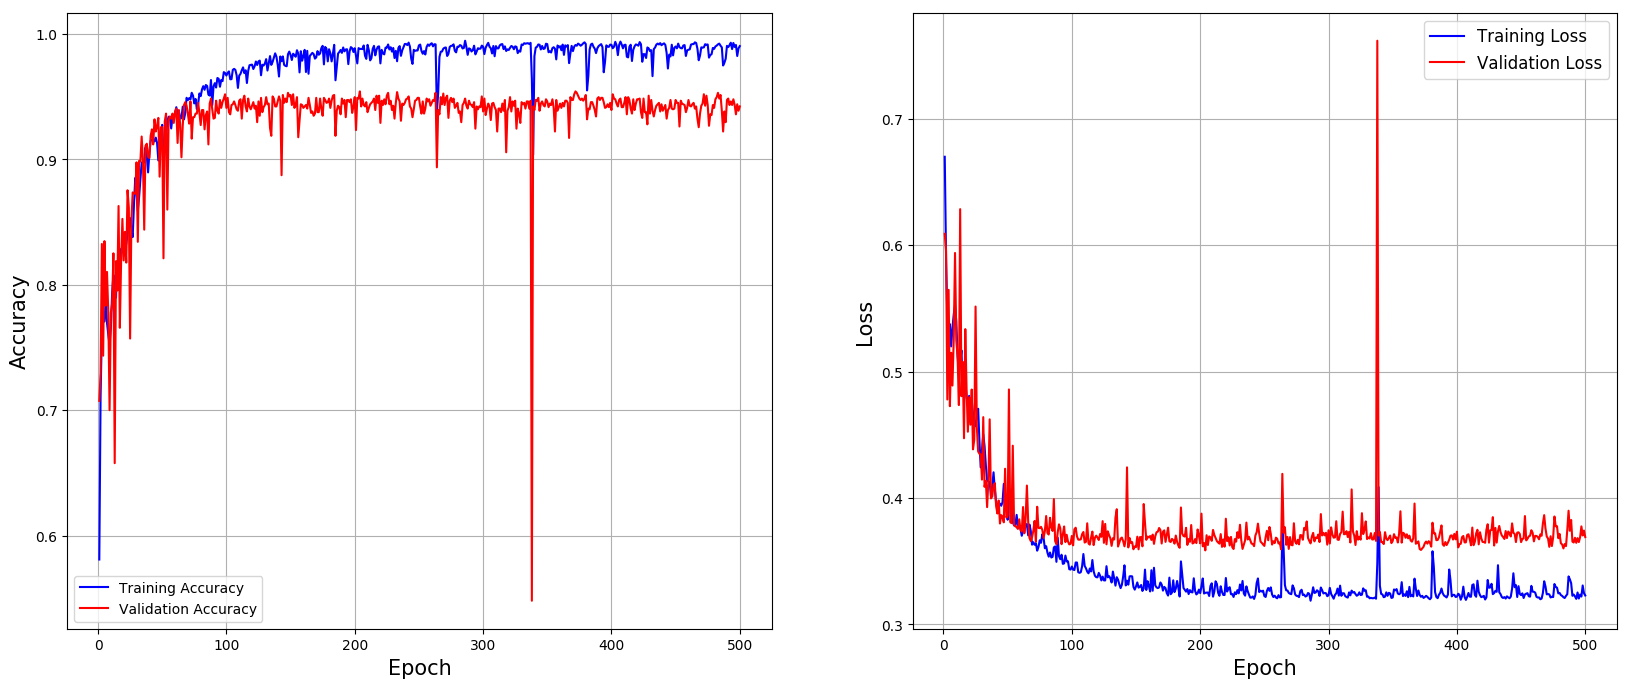 1.0
0.9
0.8
0.7
0.6
Accuracy
Training Accuracy
Validation Accuracy
0 100 200 300 400 500
Epoch
Training Loss
Validation Loss
0.7
0.6
0.5
0.4
0.3
Loss
0 100 200 300 400 500
Epoch